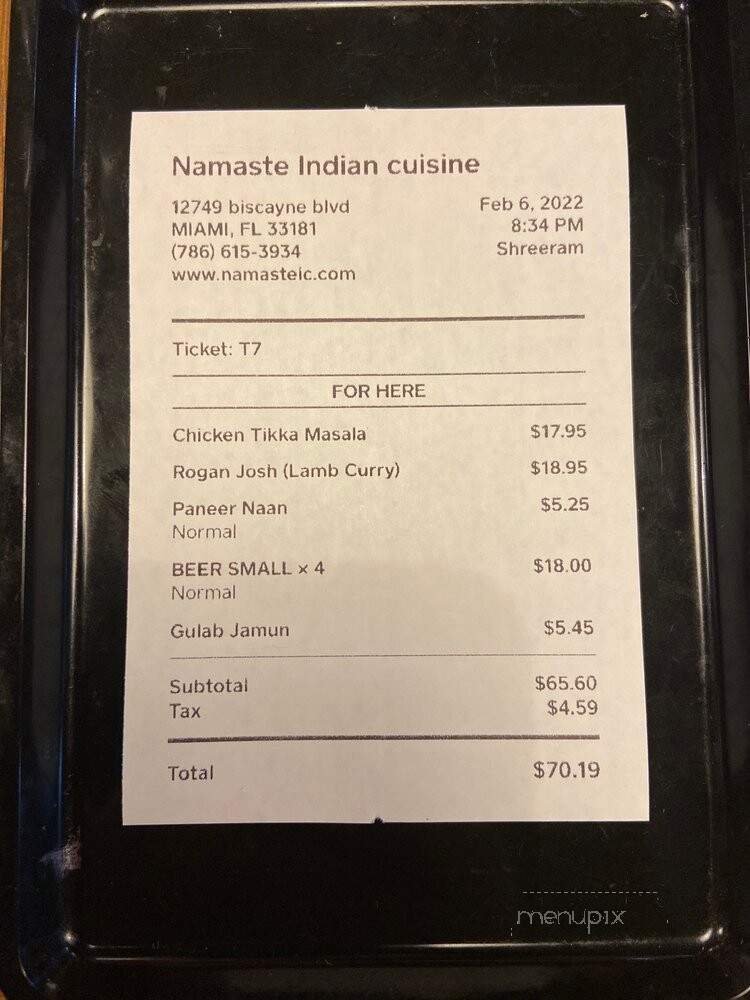 Namaste Indian cuisine
12749 biscayne blvd Feb 6, 2022
MIAMI, FL 33181 8:34 PM
(786) 615-3934 Shreeram
www.namasteic.com
Ticket: T7
FOR HERE
Chicken Tikka Masala $17.95
Rogan Josh (Lamb Curry) $18.95
Paneer Naan $5.25
Normal
BEER SMALL × 4 $18.00
Normal
Gulab Jamun $5.45
Subtotal $65.60
Tax $4.59
Total $70.19
menupix